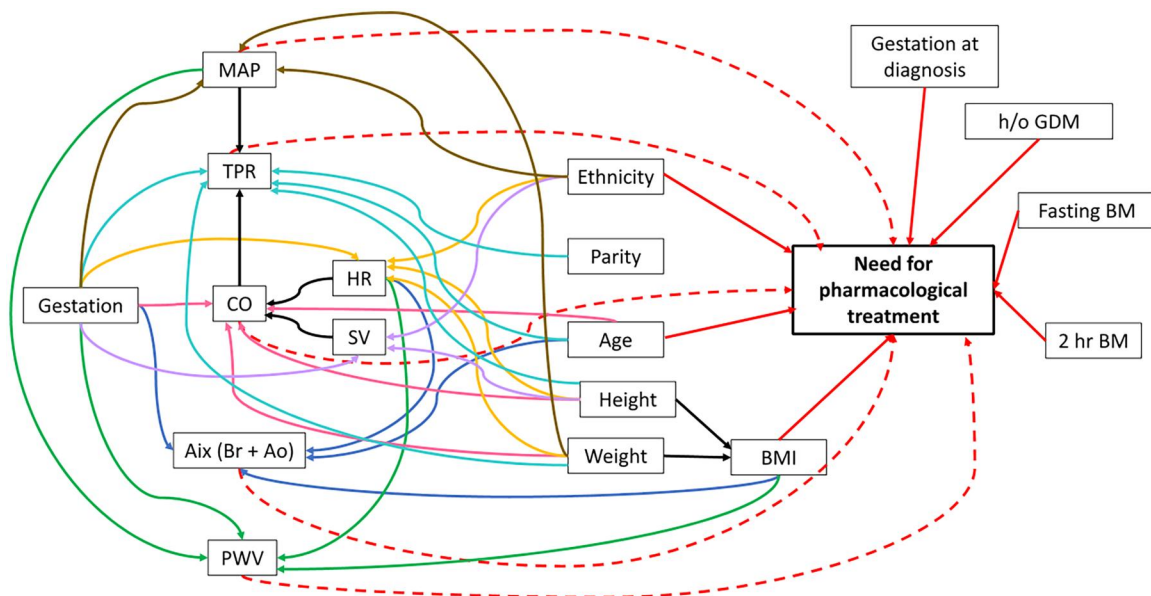 MAP
Gestation at
diagnosis
h/o GDM
TPR
Ethnicity
Fasting BM
Parity
HR
Need for
pharmacological
treatment
Gestation
CO
SV
Age
2 hr BM
Height
Aix (Br + Ao)
Weight
BMI
PWV